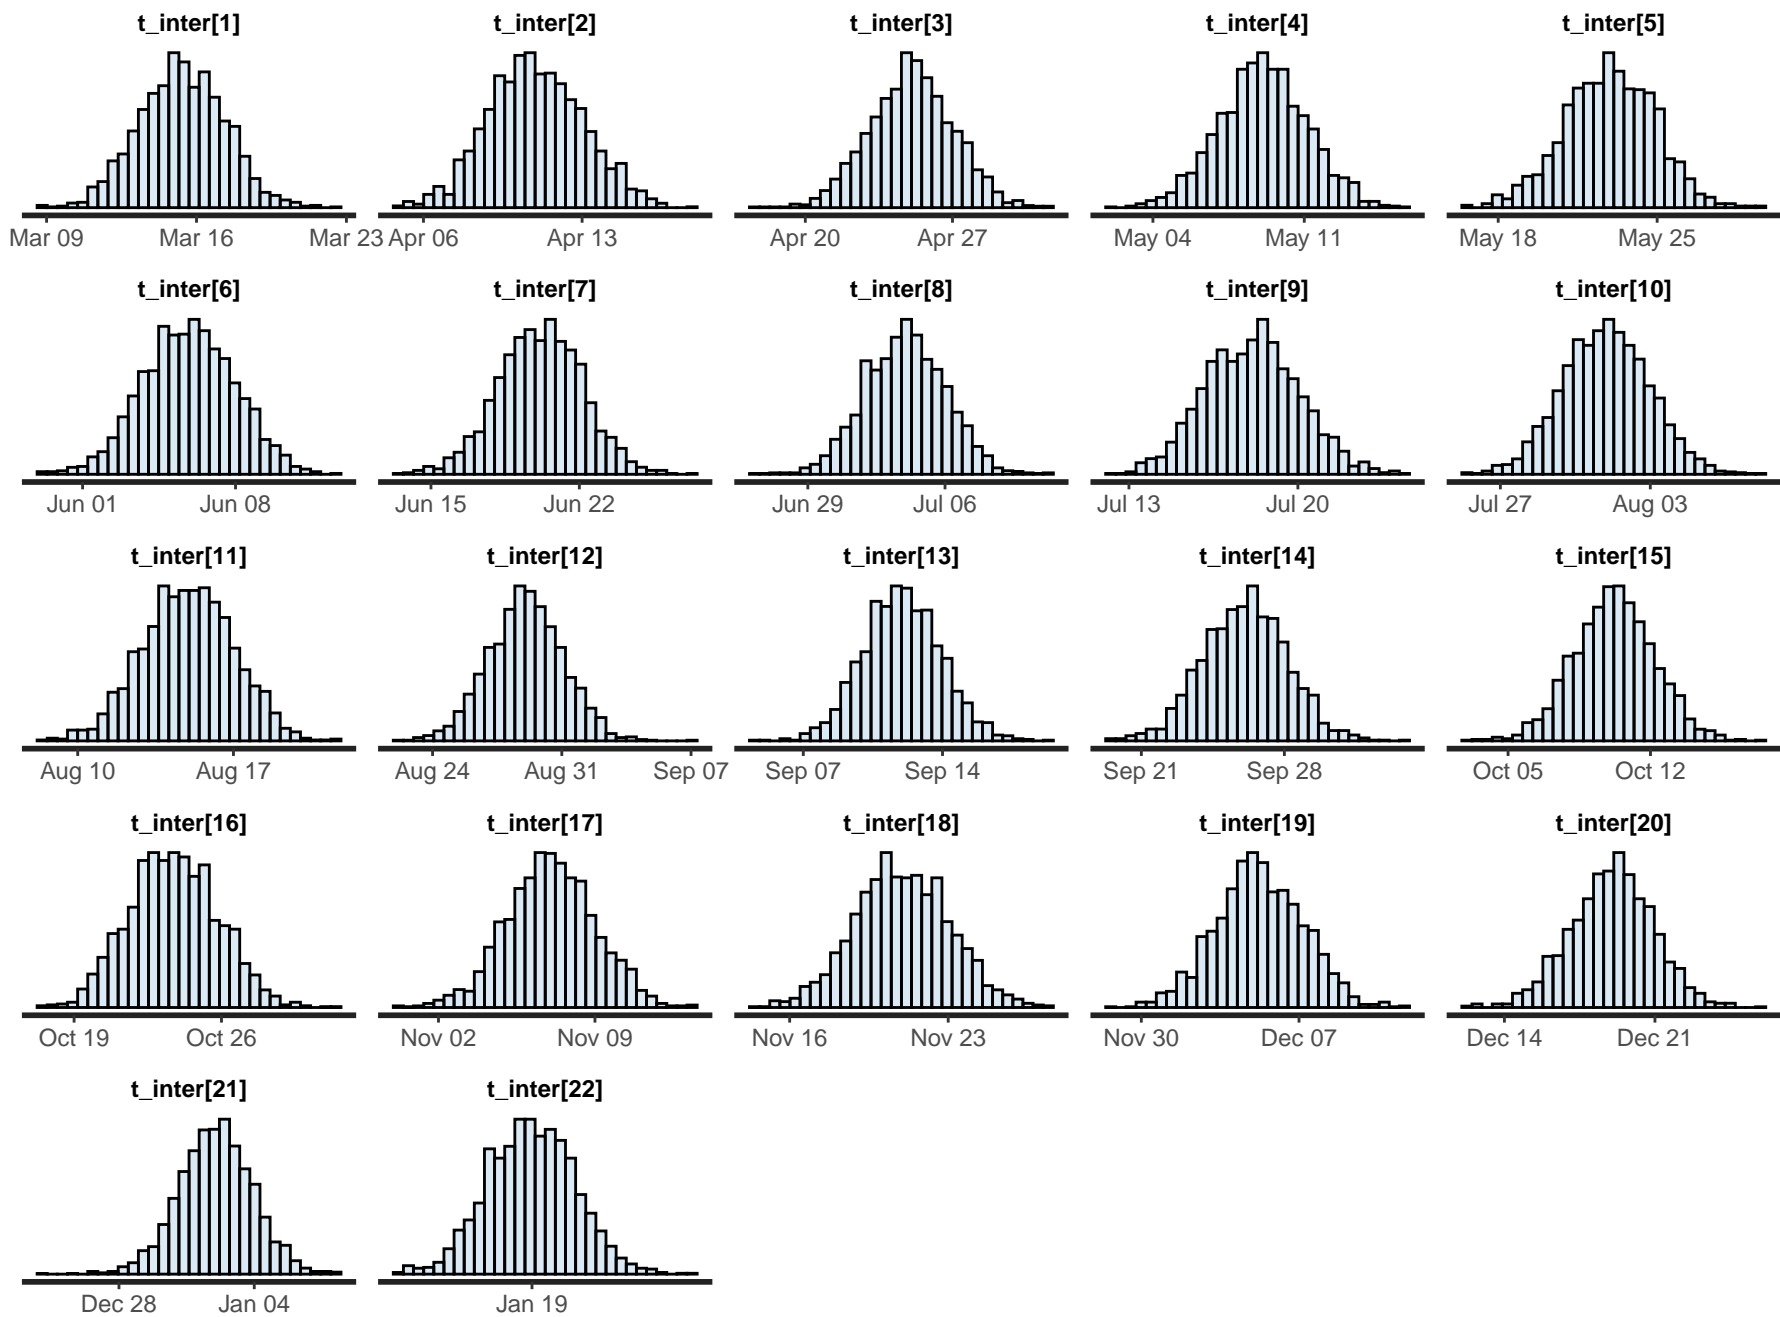 t_inter[1] t_inter[2] t_inter[3] t_inter[4] t_inter[5]
Mar 09 Mar 16 Mar 23 Apr 06 Apr 13 Apr 20 Apr 27 May 04 May 11 May 18 May 25
t_inter[6] t_inter[7] t_inter[8] t_inter[9] t_inter[10]
Jun 01 Jun 08 Jun 15 Jun 22 Jun 29 Jul 06 Jul 13 Jul 20 Jul 27 Aug 03
t_inter[11] t_inter[12] t_inter[13] t_inter[14] t_inter[15]
Aug 10 Aug 17 Aug 24 Aug 31 Sep 07 Sep 07 Sep 14 Sep 21 Sep 28 Oct 05 Oct 12
t_inter[16] t_inter[17] t_inter[18] t_inter[19] t_inter[20]
Oct 19 Oct 26 Nov 02 Nov 09 Nov 16 Nov 23 Nov 30 Dec 07 Dec 14 Dec 21
t_inter[21] t_inter[22]
Dec 28 Jan 04 Jan 19